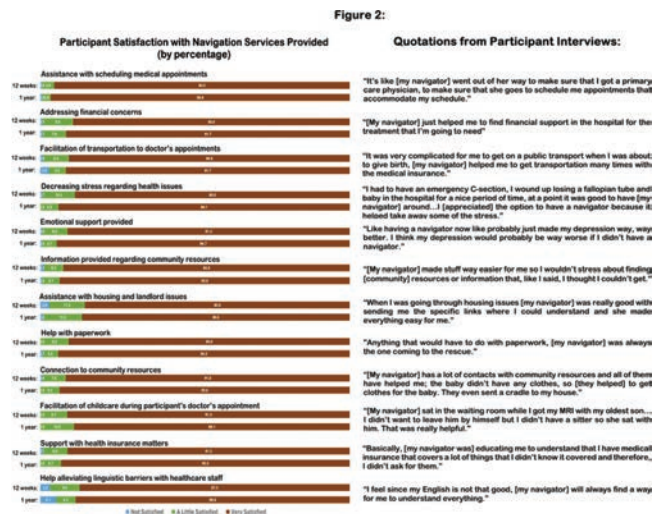 Figure 2:
Participant Satisfaction with Navigation Services Provided
(by percentage)
Quotations from Participant Interviews:
Assistance with scheduling medical appointments
12 weeks:
1 year:
"It's like [my navigator] went out of her way to make sure that I got a primary
care physician, to make sure that she goes to schedule me appointments that
accommodate my schedule."
Addressing financial concerns
12 weeks:
1 year:
"[My navigator] just helped me to find financial support in the hospital for the
treatment that I'm going to need"
Facilitation of transportation to doctor's appointments
12 weeks:
1 year:
"It was very complicated for me to get on a public transport when I was about
to give birth, [my navigator] helped me to get transportation many times with
the medical insurance."
Decreasing stress regarding health issues
12 weeks:
1 year:
"I had to have an emergency C-section, I wound up losing a fallopian tube and
baby in the hospital for a nice period of time, at a point it was good to have [my
navigator] around...I [appreciated] the option to have a navigator because it
helped take away some of the stress."
Emotional support provided
12 weeks:
1 year:
"Like having a navigator now like probably just made my depression way, way
better. I think my depression would probably be way worse if I didn't have a
navigator."
Information provided regarding community resources
12 weeks:
1 year:
"[My navigator] made stuff way easier for me so I wouldn't stress about finding
[community] resources or information that, like I said, I thought I couldn't get."
Assistance with housing and landlord issues
12 weeks:
1 year:
"When I was going through housing issues [my navigator] was really good with
sending me the specific links where I could understand and she made
everything easy for me."
Help with paperwork
12 weeks:
1 year:
"Anything that would have to do with paperwork, [my navigator] was always
the one coming to the rescue."
Connection to community resources
12 weeks:
1 year:
"[My navigator] has a lot of contacts with community resources and all of them
have helped me; the baby didn't have any clothes, so [they helped] to get
clothes for the baby. They even sent a cradle to my house."
Facilitation of childcare during participant's doctor's appointment
12 weeks:
1 year:
"[My navigator] sat in the waiting room while I got my MRI with my oldest son...
I didn't want to leave him by himself but I didn't have a sitter so she sat with
him. That was really helpful."
Support with health insurance matters
12 weeks:
1 year:
"Basically, [my navigator was] educating me to understand that I have medical
insurance that covers a lot of things that I didn't know it covered and therefore,
I didn't ask for them."
Help alleviating linguistic barriers with healthcare staff
12 weeks:
1 year:
"I feel since my English is not that good, [my navigator] will always find a way
for me to understand everything."
Not Satisfied
A Little Satisfied
Very Satisfied